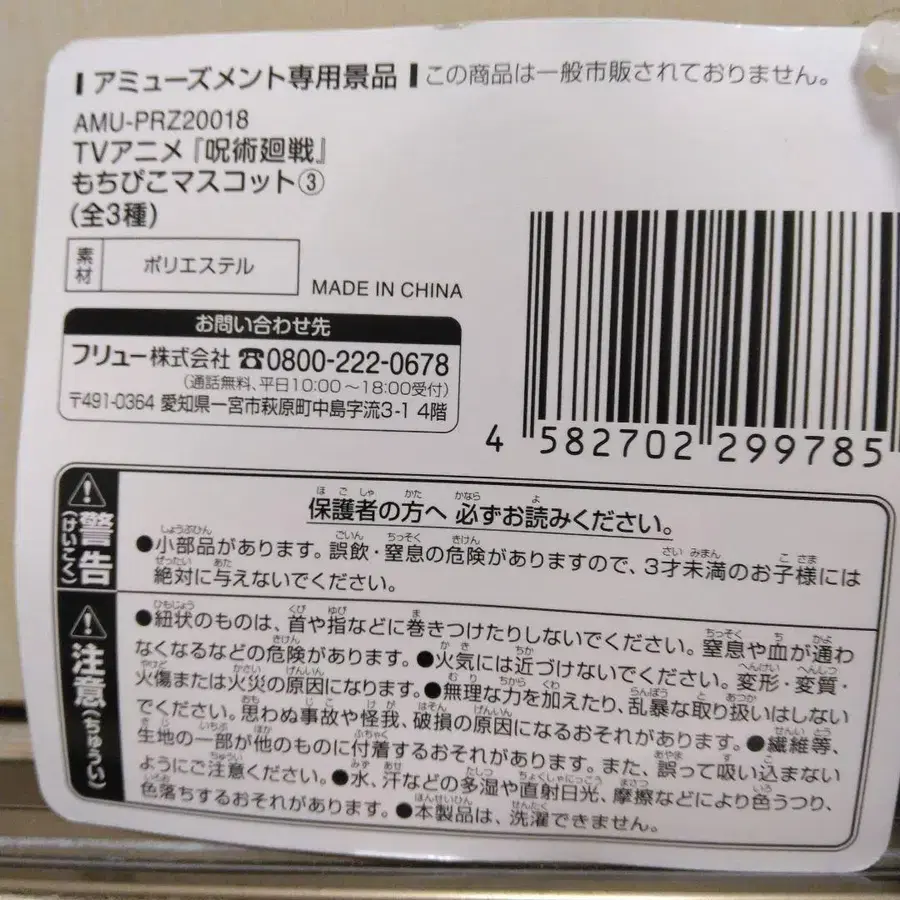 アミューズメント専用景品 この商品は一般市販されておりません。
AMU-PRZ20018
TVアニメ『呪術廻戦』
もちぴこマスコット③
(全3種)
素材 ポリエステル
MADE IN CHINA
お問い合わせ先
フリュー株式会社 ☎0800-222-0678
(通話無料、平日10:00～18:00受付)
〒491-0364 愛知県一宮市萩原町中島字流3-1 4階
4 582702 299785
警告(けいこく)
保護者の方へ 必ずお読みください。
●小部品があります。誤飲・窒息の危険がありますので、3才未満のお子様には
絶対に与えないでください。
注意(ちゅうい)
●紐状のものは、首や指などに巻きつけたりしないでください。窒息や血が通わ
なくなるなどの危険があります。●火気には近づけないでください。変形・変質・
火傷または火災の原因になります。●無理な力を加えたり、乱暴な取り扱いはしない
でください。思わぬ事故や怪我、破損の原因になるおそれがあります。●繊維等、
生地の一部が他のものに付着するおそれがあります。また、誤って吸い込まない
ようにご注意ください。●水、汗などの多湿や直射日光、摩擦などにより色うつり、
色落ちするおそれがあります。●本製品は、洗濯できません。